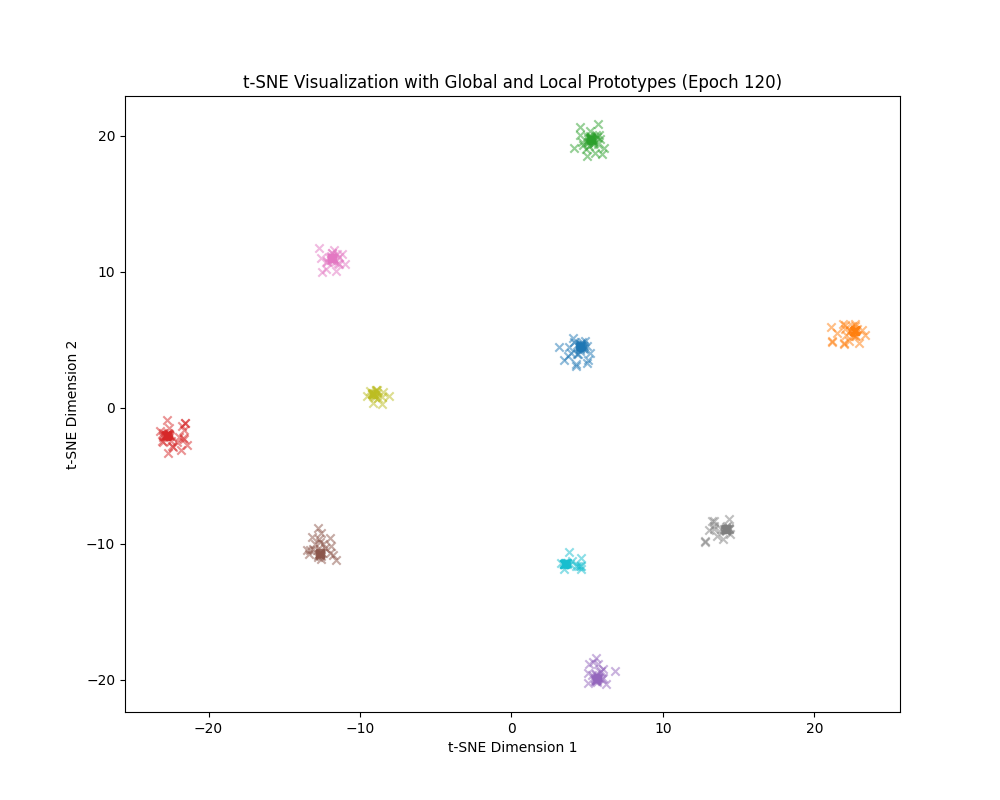 t-SNE Visualization with Global and Local Prototypes (Epoch 120)
20
10
0
−10
−20
t-SNE Dimension 2
−20 −10 0 10 20
t-SNE Dimension 1